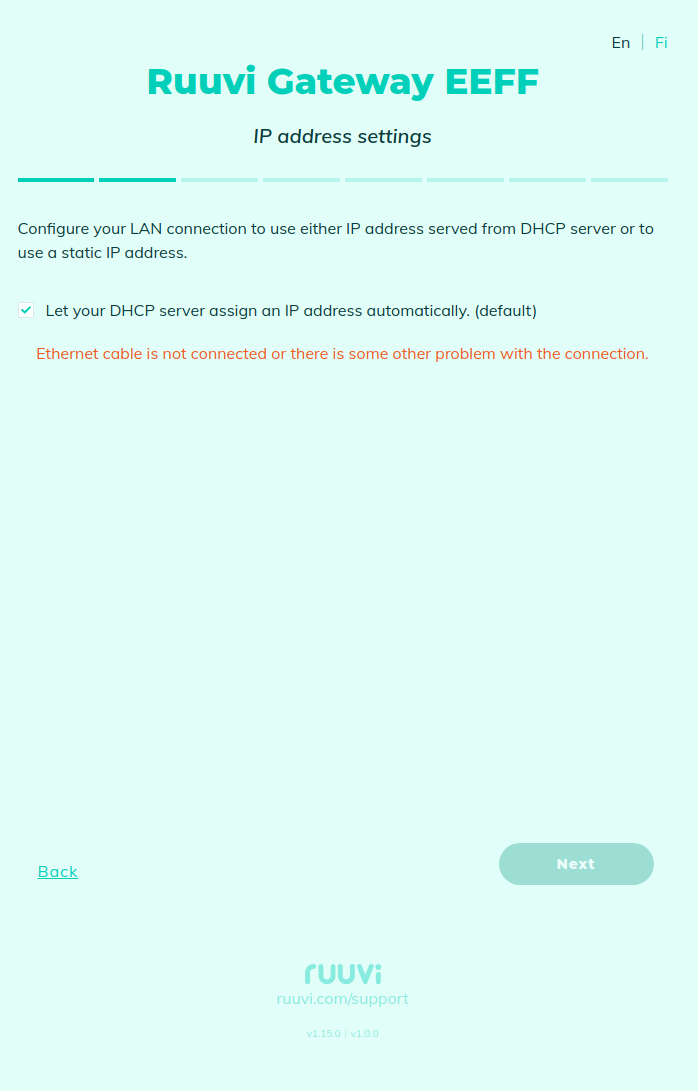 En | Fi
Ruuvi Gateway EEFF
IP address settings
Configure your LAN connection to use either IP address served from DHCP server or to
use a static IP address.
Let your DHCP server assign an IP address automatically. (default)
Ethernet cable is not connected or there is some other problem with the connection.
Back
Next
ruuvi
ruuvi.com/support
v1.15.0 | v1.0.0